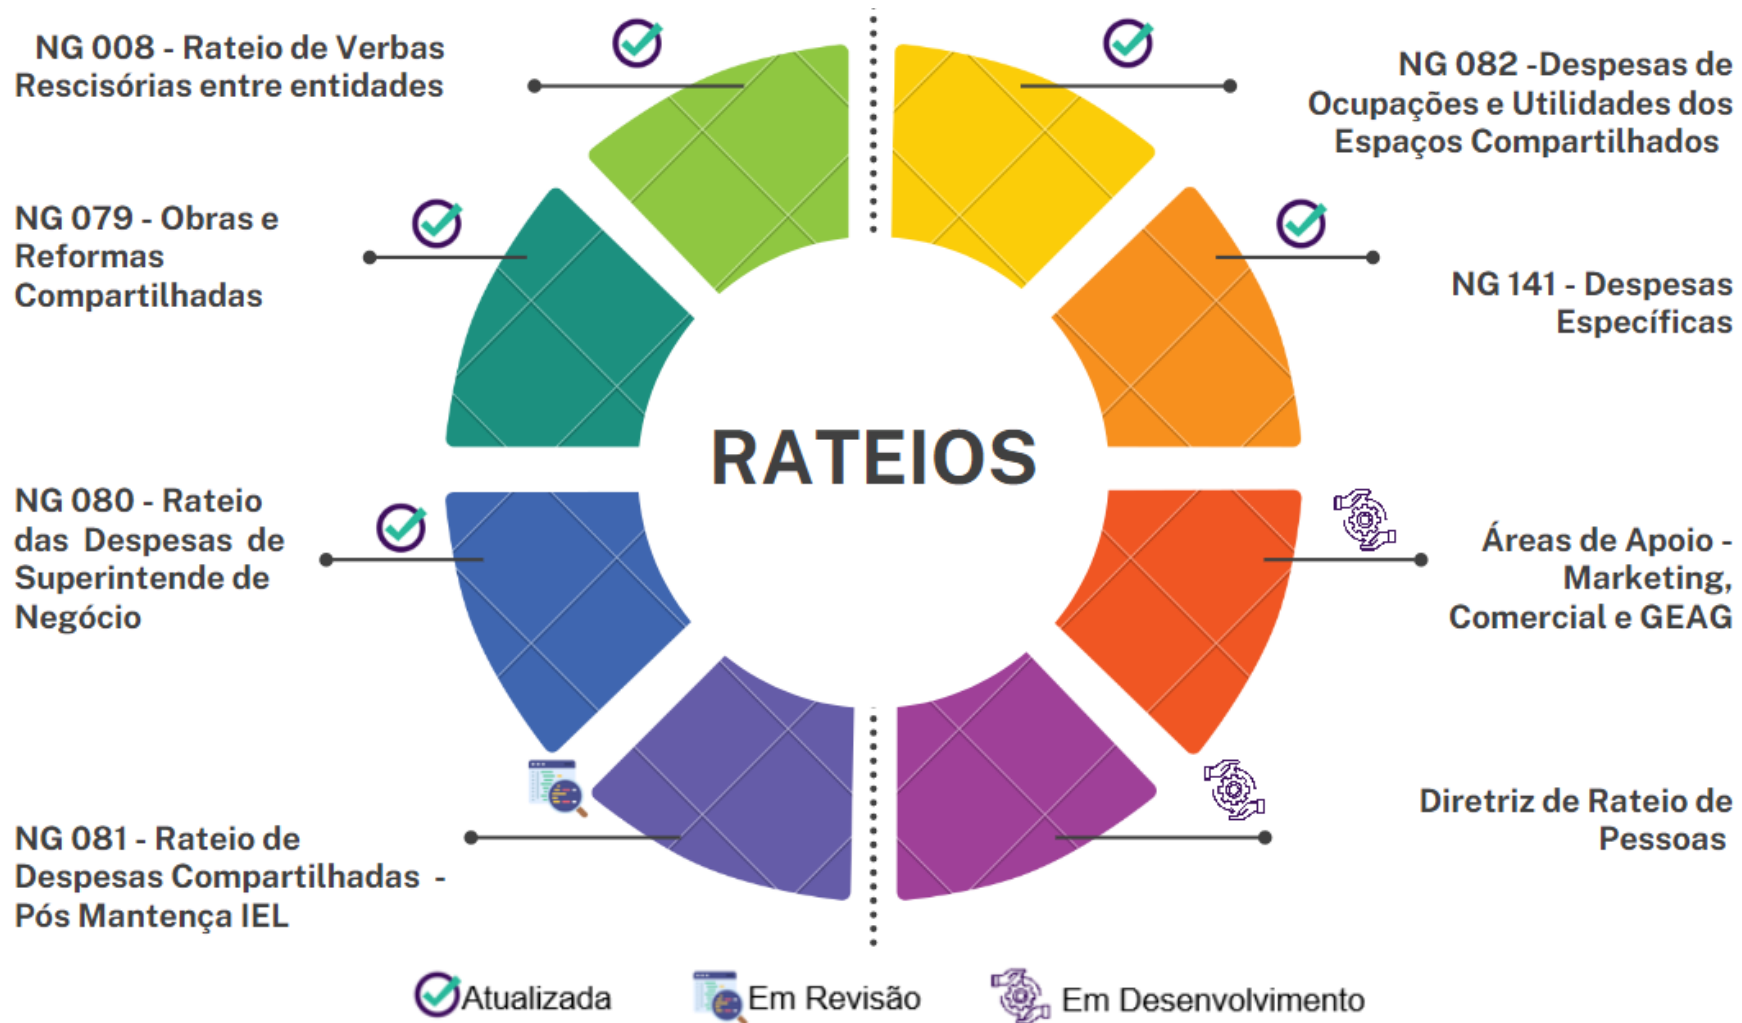 NG 008 - Rateio de Verbas
Rescisórias entre entidades
NG 079 - Obras e
Reformas
Compartilhadas
NG 080 - Rateio
das Despesas de
Superintende de
Negócio
NG 081 - Rateio de
Despesas Compartilhadas -
Pós Mantença IEL
RATEIOS
NG 082 -Despesas de
Ocupações e Utilidades dos
Espaços Compartilhados
NG 141 - Despesas
Específicas
Áreas de Apoio -
Marketing,
Comercial e GEAG
Diretriz de Rateio de
Pessoas
Atualizada
Em Revisão
Em Desenvolvimento